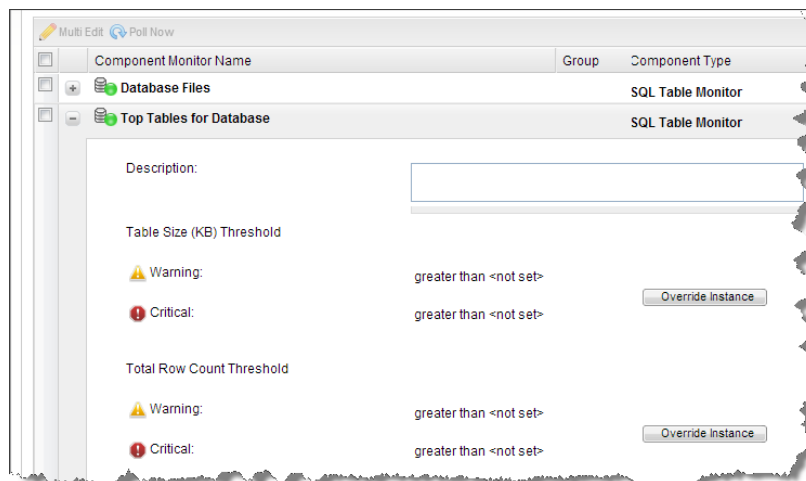 Multi Edit Poll Now
Component Monitor Name Group Component Type
Database Files SQL Table Monitor
Top Tables for Database SQL Table Monitor
Description:
Table Size (KB) Threshold
Warning: greater than <not set>
Override Instance
Critical: greater than <not set>
Total Row Count Threshold
Warning: greater than <not set>
Override Instance
Critical: greater than <not set>